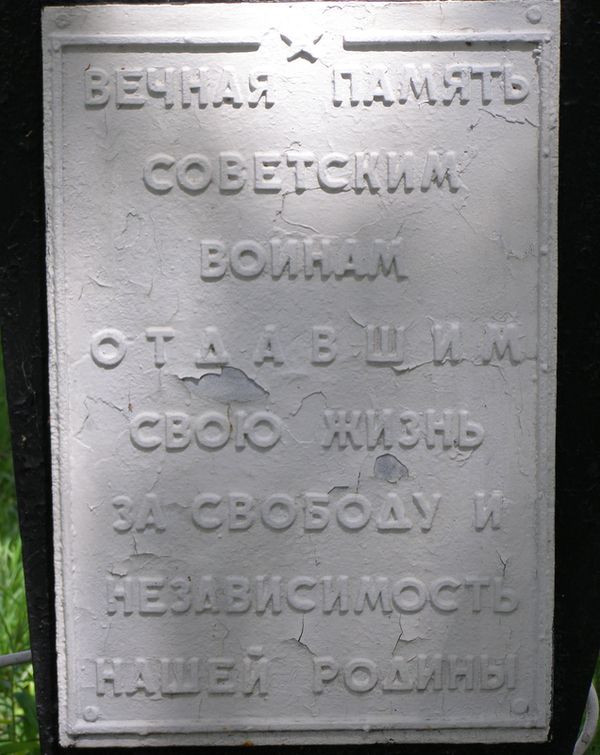 ВЕЧНАЯ ПАМЯТЬ
СОВЕТСКИМ
ВОИНАМ
ОТДАВШИМ
СВОЮ ЖИЗНЬ
ЗА СВОБОДУ И
НЕЗАВИСИМОСТЬ
НАШЕЙ РОДИНЫ